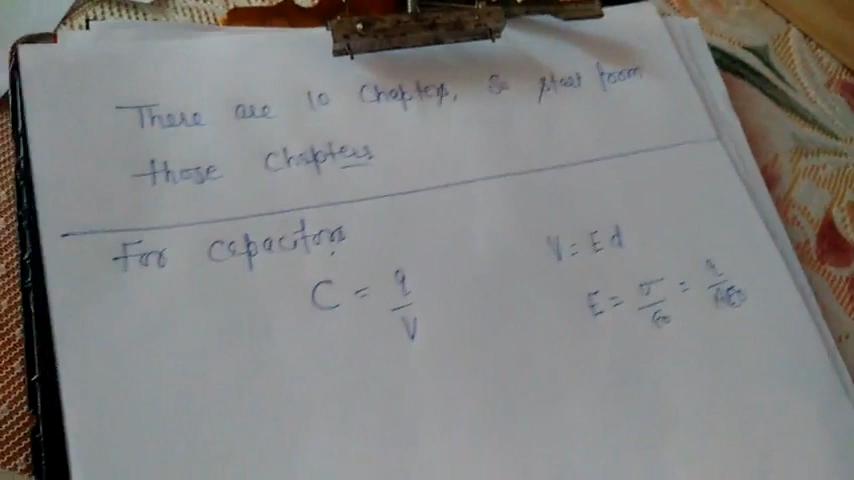 There are 10 Chapters, So start from
those Chapters
For capacitors
C = q/V
V = Ed
E = σ/ε0 = q/Aε0